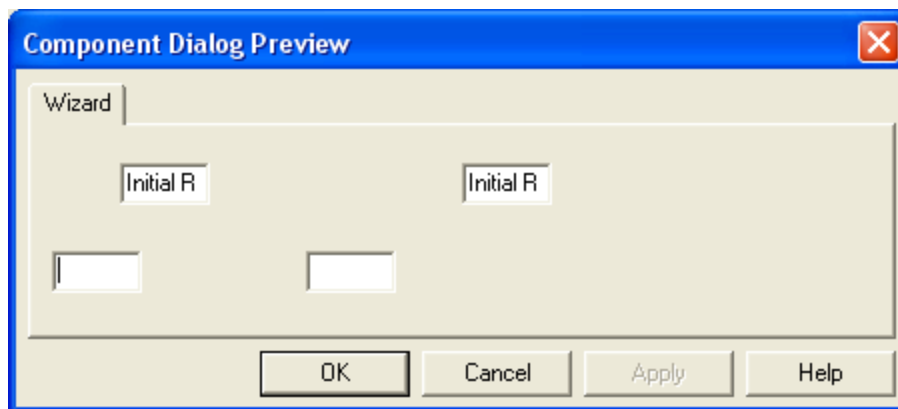 Component Dialog Preview
Wizard
Initial R Initial R
OK Cancel Apply Help